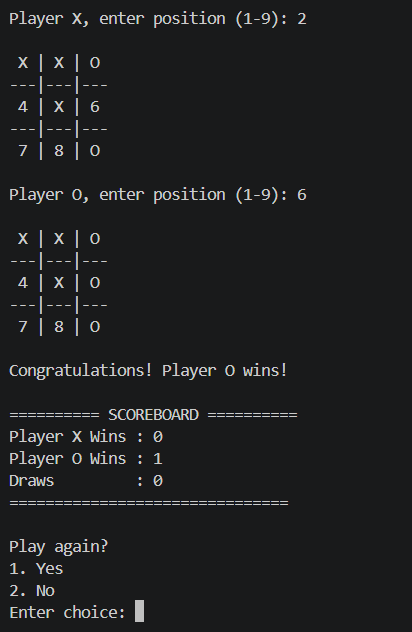 Player X, enter position (1-9): 2
 X | X | O
---|---|---
 4 | X | 6
---|---|---
 7 | 8 | O
Player O, enter position (1-9): 6
 X | X | O
---|---|---
 4 | X | O
---|---|---
 7 | 8 | O
Congratulations! Player O wins!
========== SCOREBOARD ==========
Player X Wins : 0
Player O Wins : 1
Draws         : 0
===============================
Play again?
1. Yes
2. No
Enter choice: